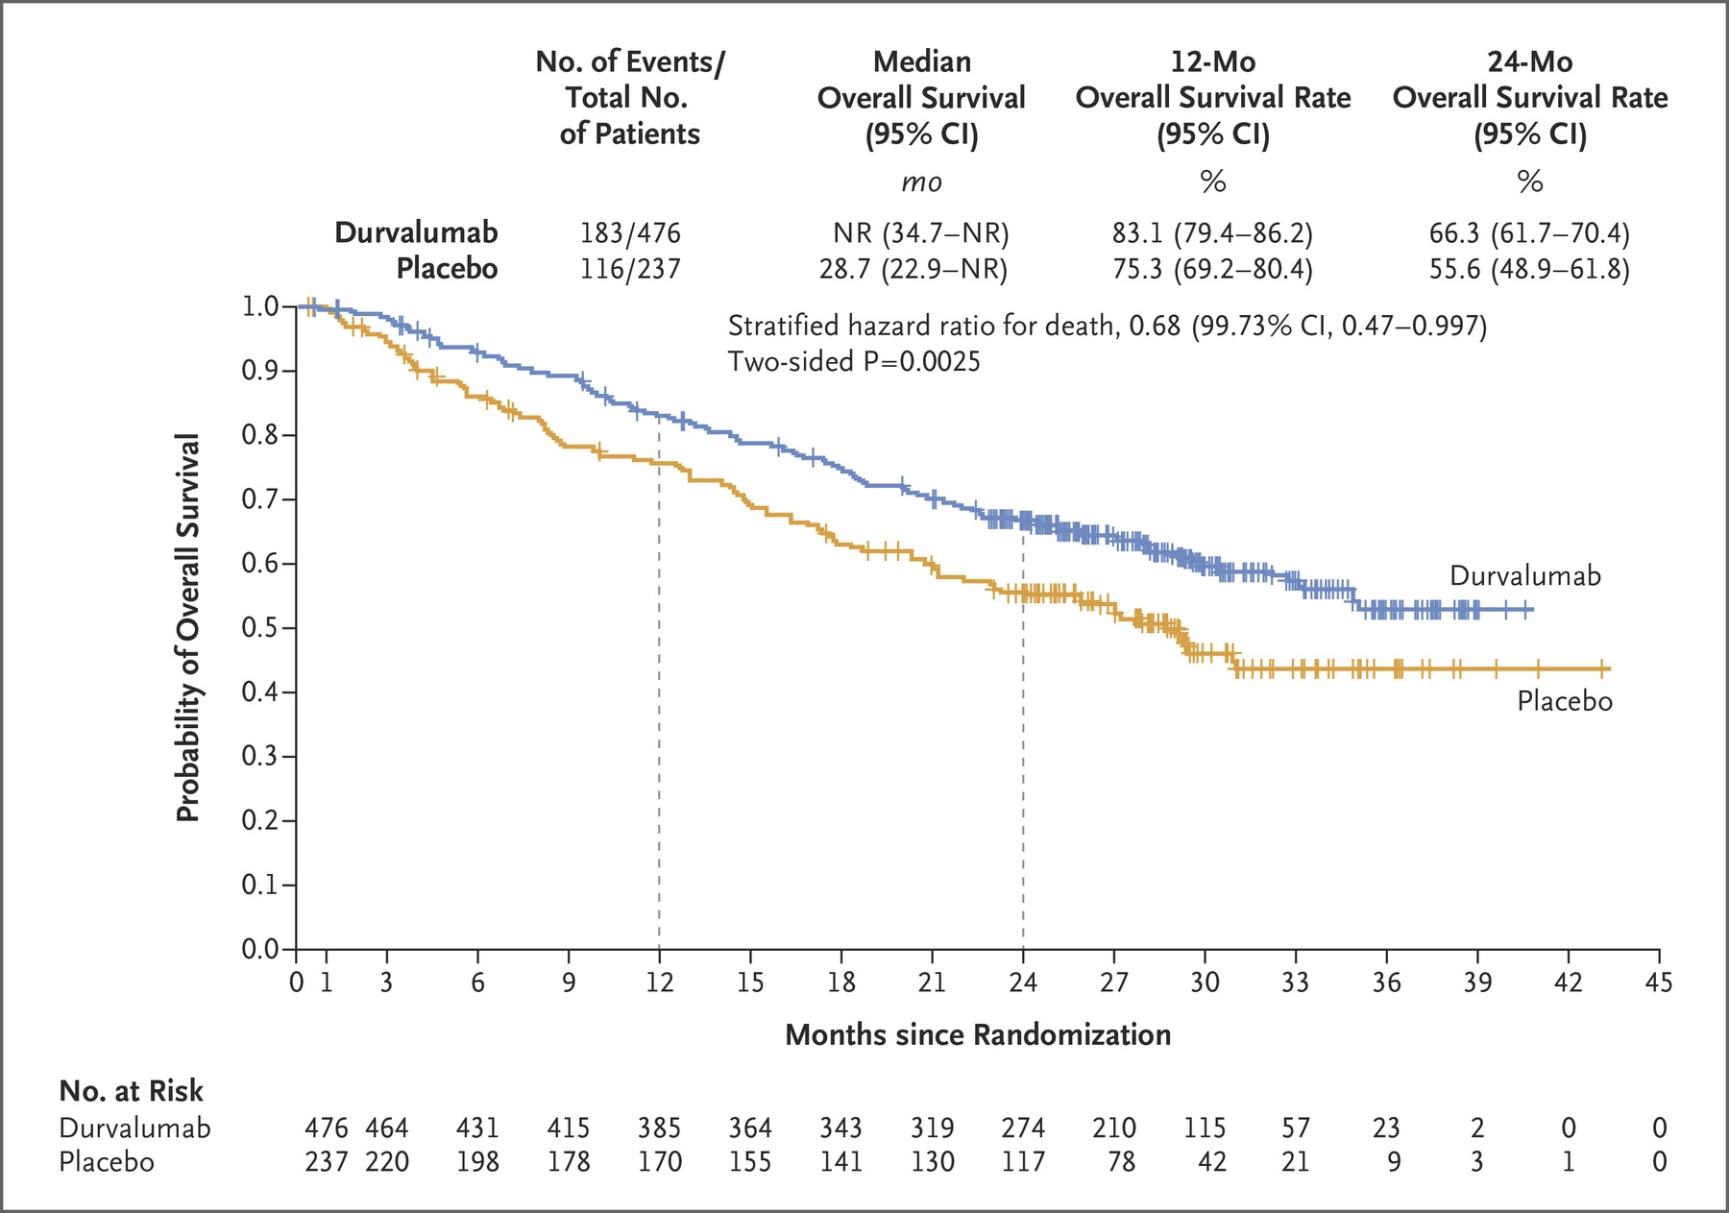 No. of Events/
Total No.
of Patients
Median
Overall Survival
(95% CI)
12-Mo
Overall Survival Rate
(95% CI)
24-Mo
Overall Survival Rate
(95% CI)
mo % %
Durvalumab 183/476 NR (34.7–NR) 83.1 (79.4–86.2) 66.3 (61.7–70.4)
Placebo 116/237 28.7 (22.9–NR) 75.3 (69.2–80.4) 55.6 (48.9–61.8)
Stratified hazard ratio for death, 0.68 (99.73% CI, 0.47–0.997)
Two-sided P=0.0025
Probability of Overall Survival
1.0
0.9
0.8
0.7
0.6
0.5
0.4
0.3
0.2
0.1
0.0
Durvalumab
Placebo
0 1 3 6 9 12 15 18 21 24 27 30 33 36 39 42 45
Months since Randomization
No. at Risk
Durvalumab 476 464 431 415 385 364 343 319 274 210 115 57 23 2 0 0
Placebo 237 220 198 178 170 155 141 130 117 78 42 21 9 3 1 0